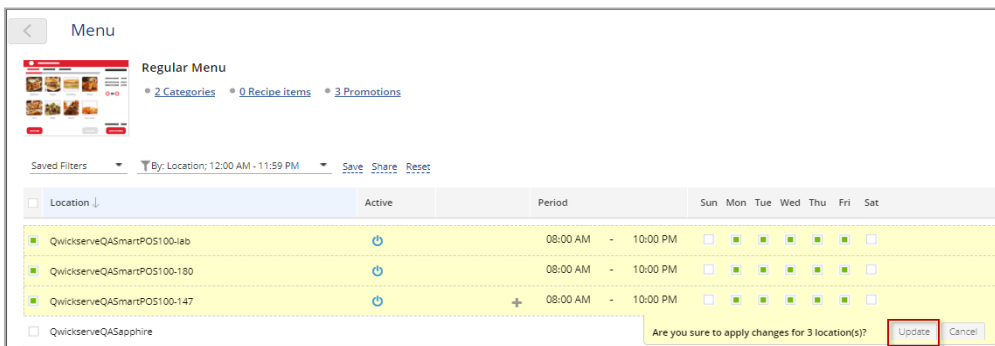 Menu
Regular Menu
2 Categories 0 Recipe items 3 Promotions
Saved Filters By: Location; 12:00 AM - 11:59 PM Save Share Reset
Location ↓ Active Period Sun Mon Tue Wed Thu Fri Sat
QwickserveQASmartPOS100-lab 08:00 AM - 10:00 PM
QwickserveQASmartPOS100-180 08:00 AM - 10:00 PM
QwickserveQASmartPOS100-147 + 08:00 AM - 10:00 PM
QwickserveQASapphire Are you sure to apply changes for 3 location(s)? Update Cancel